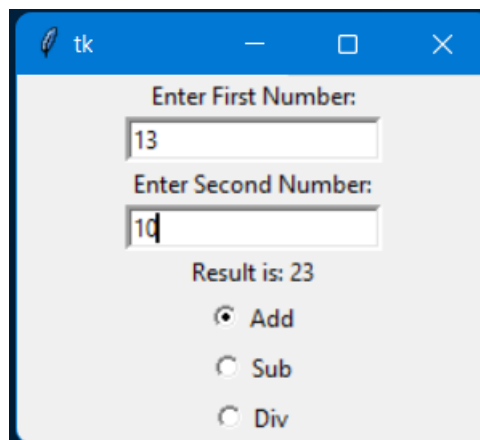 tk
Enter First Number:
13
Enter Second Number:
10
Result is: 23
Add
Sub
Div